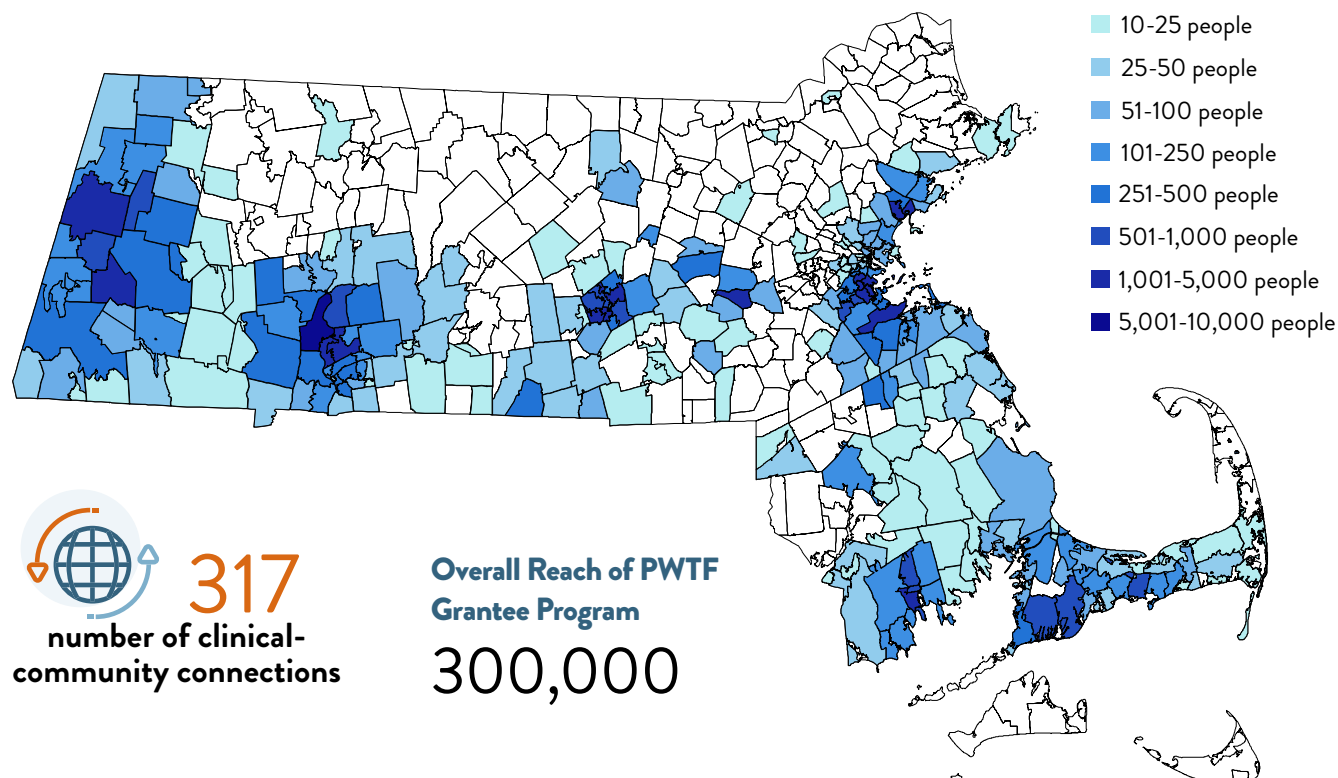 10-25 people
25-50 people
51-100 people
101-250 people
251-500 people
501-1,000 people
1,001-5,000 people
5,001-10,000 people
317
number of clinical-
community connections
Overall Reach of PWTF
Grantee Program
300,000